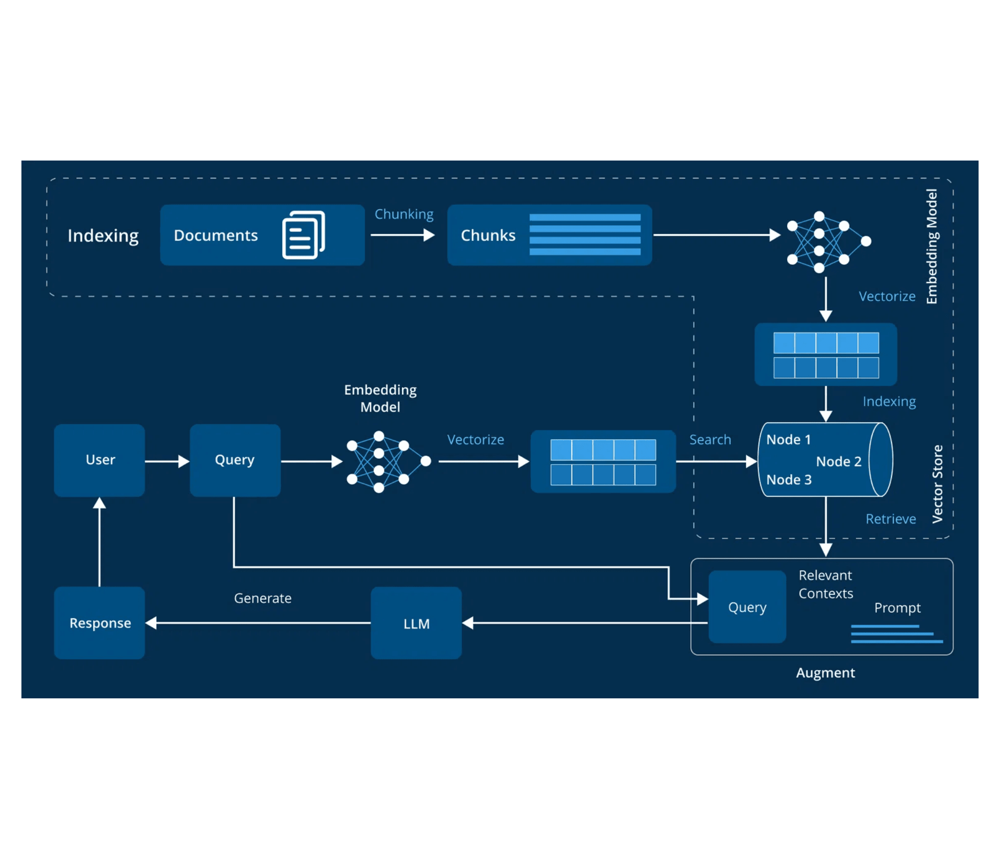 Indexing
Documents
Chunking
Chunks
Embedding Model
Vectorize
Indexing
Embedding
Model
User
Query
Vectorize
Search
Node 1
Node 2
Node 3
Vector Store
Retrieve
Response
Generate
LLM
Query
Relevant
Contexts
Prompt
Augment